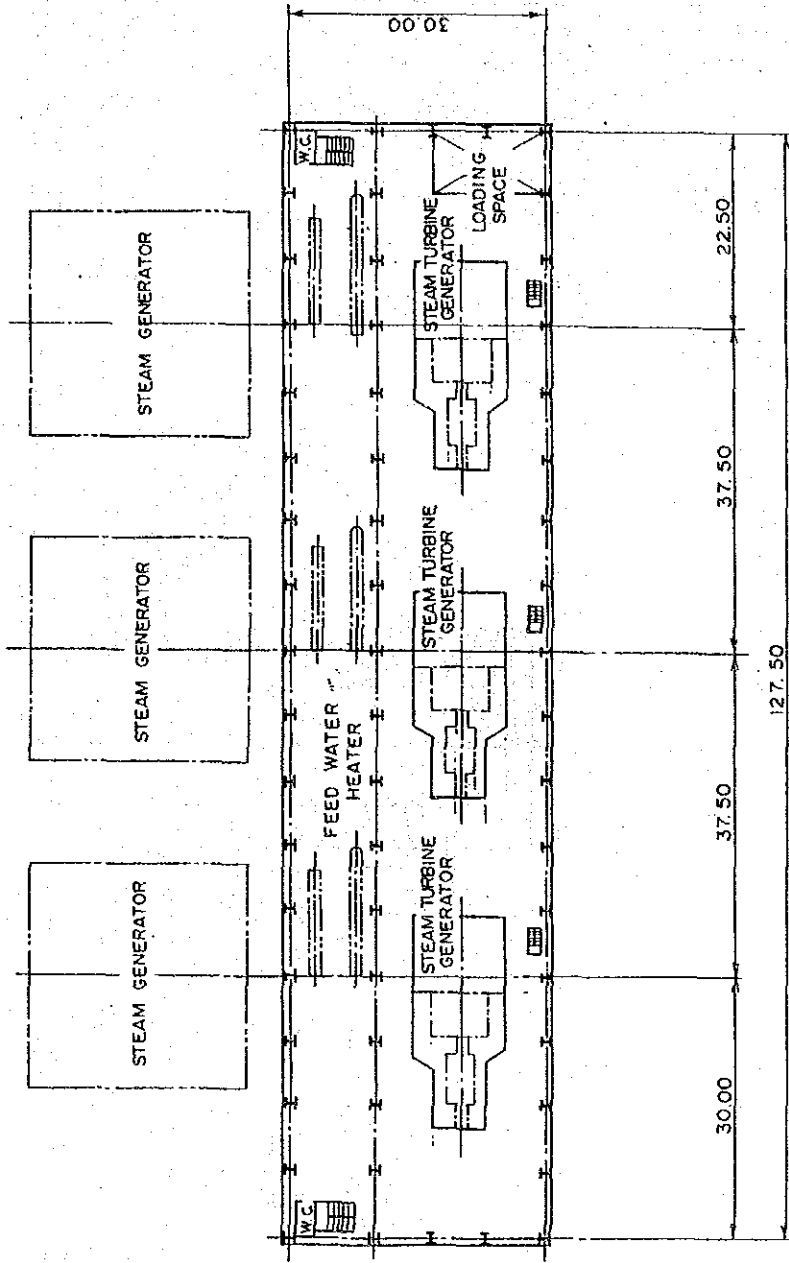 STEAM GENERATOR
STEAM GENERATOR
STEAM GENERATOR
30.00
W.C
W.C.
FEED WATER
HEATER
STEAM TURBINE
GENERATOR
STEAM TURBINE
GENERATOR
STEAM TURBINE
GENERATOR
LOADING
SPACE
30.00
37.50
37.50
22.50
127.50